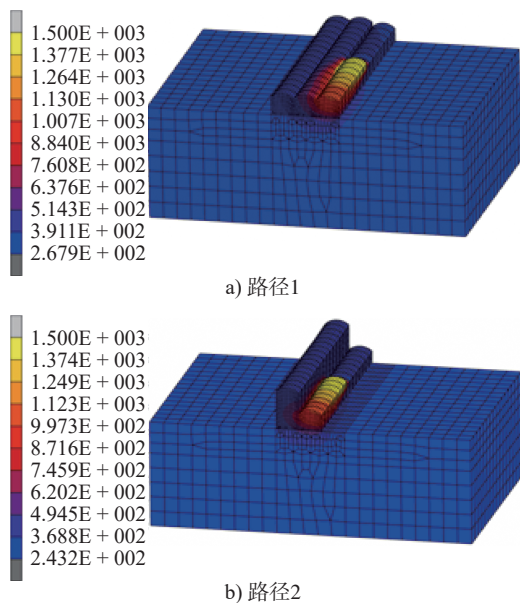 1.500E + 003
1.377E + 003
1.264E + 003
1.130E + 003
1.007E + 003
8.840E + 003
7.608E + 002
6.376E + 002
5.143E + 002
3.911E + 002
2.679E + 002
a) 路径1
1.500E + 003
1.374E + 003
1.249E + 003
1.123E + 003
9.973E + 002
8.716E + 002
7.459E + 002
6.202E + 002
4.945E + 002
3.688E + 002
2.432E + 002
b) 路径2